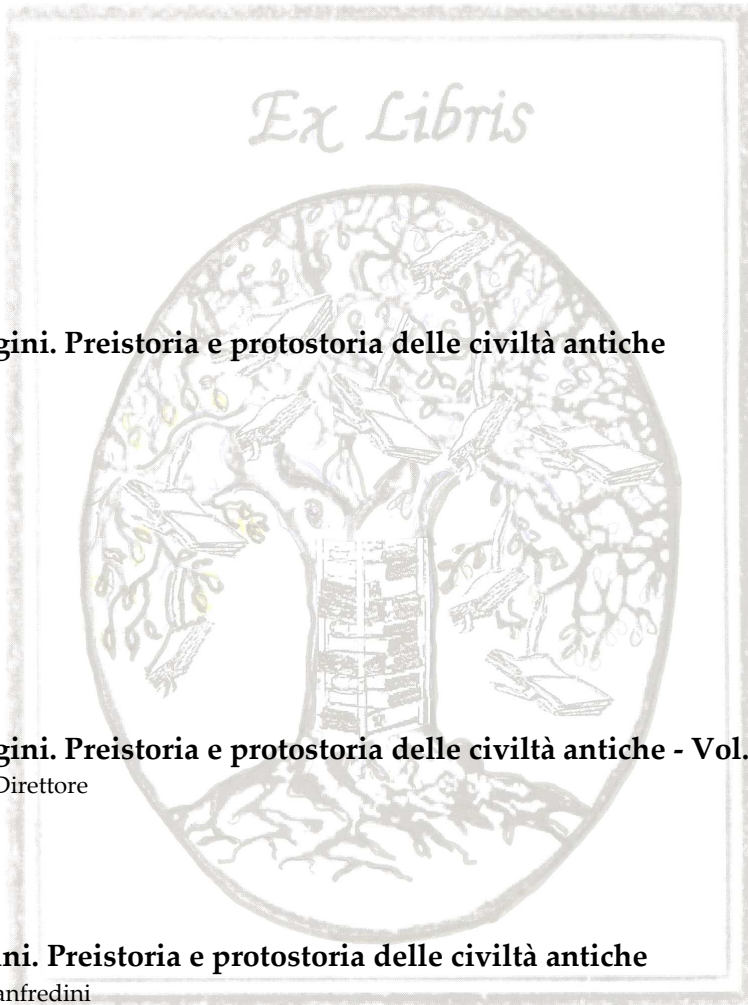 Ex Libris
gini. Preistoria e protostoria delle civiltà antiche
gini. Preistoria e protostoria delle civiltà antiche - Vol.
Direttore
ni. Preistoria e protostoria delle civiltà antiche
anfredini